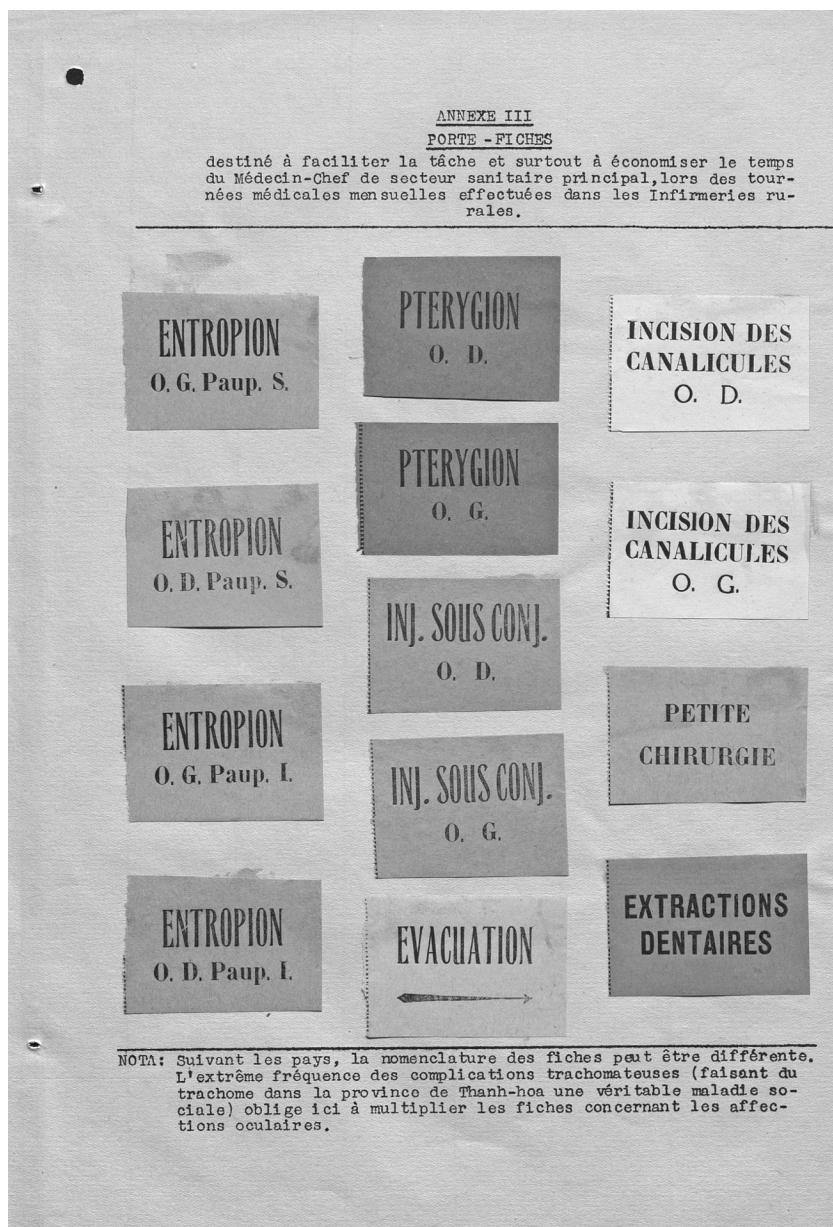 ANNEXE III
PORTE-FICHES
destiné à faciliter la tâche et surtout à économiser le temps
du Médecin-Chef de secteur sanitaire principal,lors des tour-
nées médicales mensuelles effectuées dans les Infirmeries ru-
rales.
ENTROPION
O. G. Paup. S.
ENTROPION
O. D. Paup. S.
ENTROPION
O. G. Paup. I.
ENTROPION
O. D. Paup. I.
PTERYGION
O. D.
PTERYGION
O. G.
INJ. SOUS CONJ.
O. D.
INJ. SOUS CONJ.
O. G.
EVACUATION
INCISION DES
CANALICULES
O. D.
INCISION DES
CANALICULES
O. G.
PETITE
CHIRURGIE
EXTRACTIONS
DENTAIRES
NOTA: Suivant les pays, la nomenclature des fiches peut être différente.
L'extrême fréquence des complications trachomateuses (faisant du
trachome dans la province de Thanh-hoa une véritable maladie so-
ciale) oblige ici à multiplier les fiches concernant les affec-
tions oculaires.